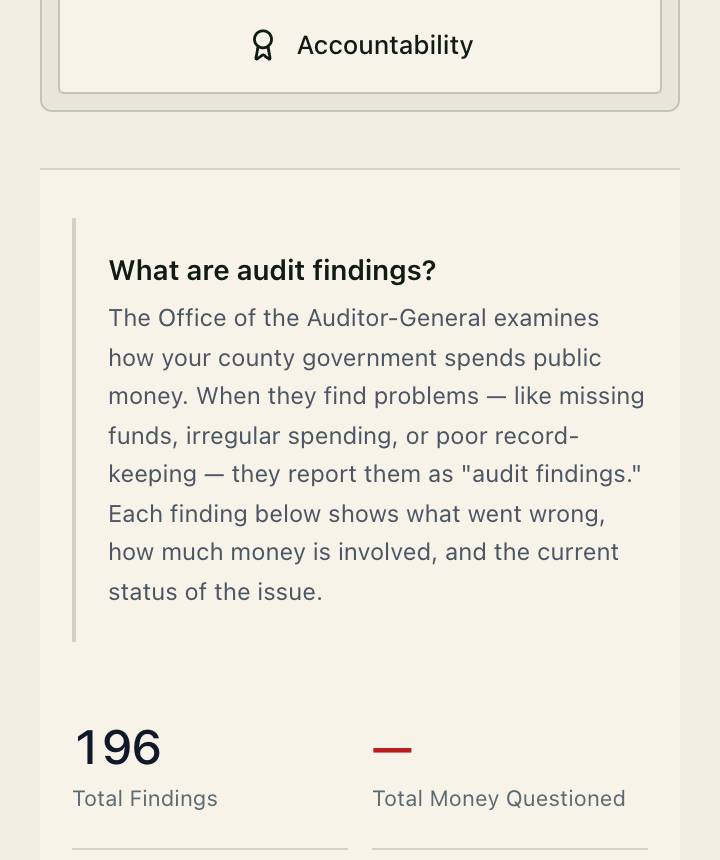 Accountability
What are audit findings?
The Office of the Auditor-General examines
how your county government spends public
money. When they find problems — like missing
funds, irregular spending, or poor record-
keeping — they report them as "audit findings."
Each finding below shows what went wrong,
how much money is involved, and the current
status of the issue.
196
Total Findings
—
Total Money Questioned